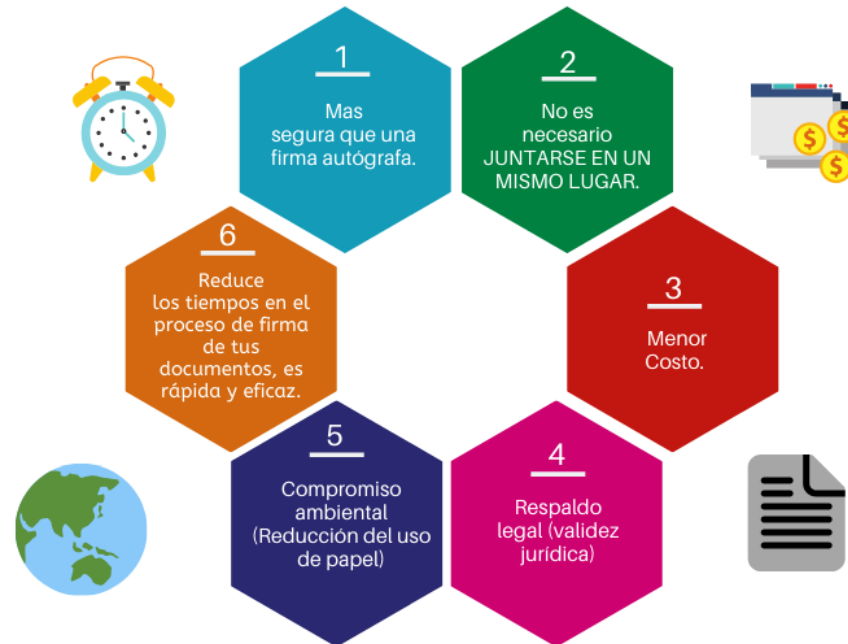 1
Mas
segura que una
firma autógrafa.
2
No es
necesario
JUNTARSE EN UN
MISMO LUGAR.
3
Menor
Costo.
4
Respaldo
legal (validez
jurídica)
5
Compromiso
ambiental
(Reducción del uso
de papel)
6
Reduce
los tiempos en el
proceso de firma
de tus
documentos, es
rápida y eficaz.
$
$
$